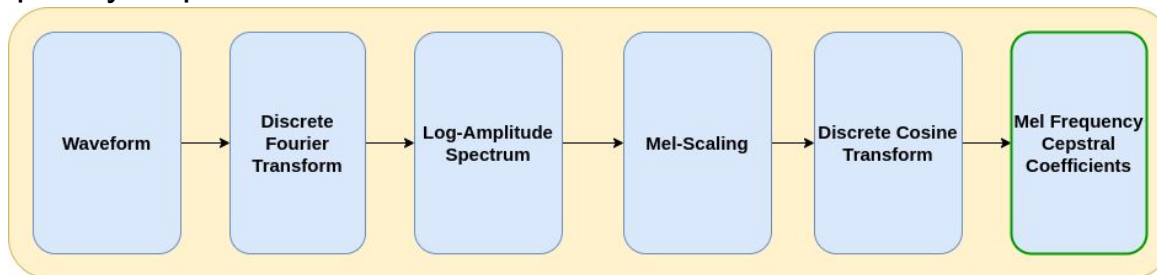 Waveform
Discrete
Fourier
Transform
Log-Amplitude
Spectrum
Mel-Scaling
Discrete Cosine
Transform
Mel Frequency
Cepstral
Coefficients